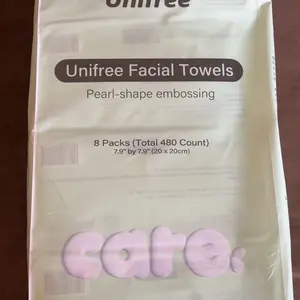 Unifree
Unifree Facial Towels
Pearl-shape embossing
8 Packs (Total 480 Count)
7.9" by 7.9" (20 x 20cm)
care.